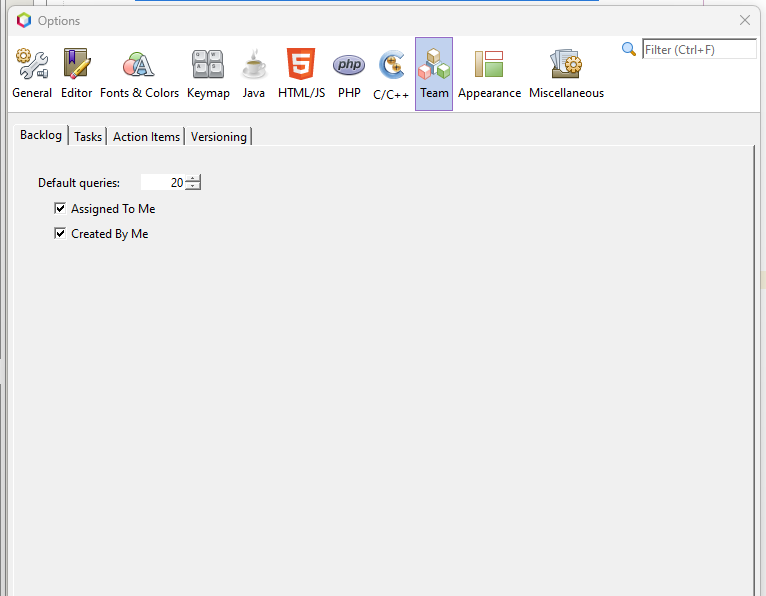 Options
Filter (Ctrl+F)
General Editor Fonts & Colors Keymap Java HTML/JS PHP C/C++ Team Appearance Miscellaneous
Backlog Tasks Action Items Versioning
Default queries: 20
Assigned To Me
Created By Me